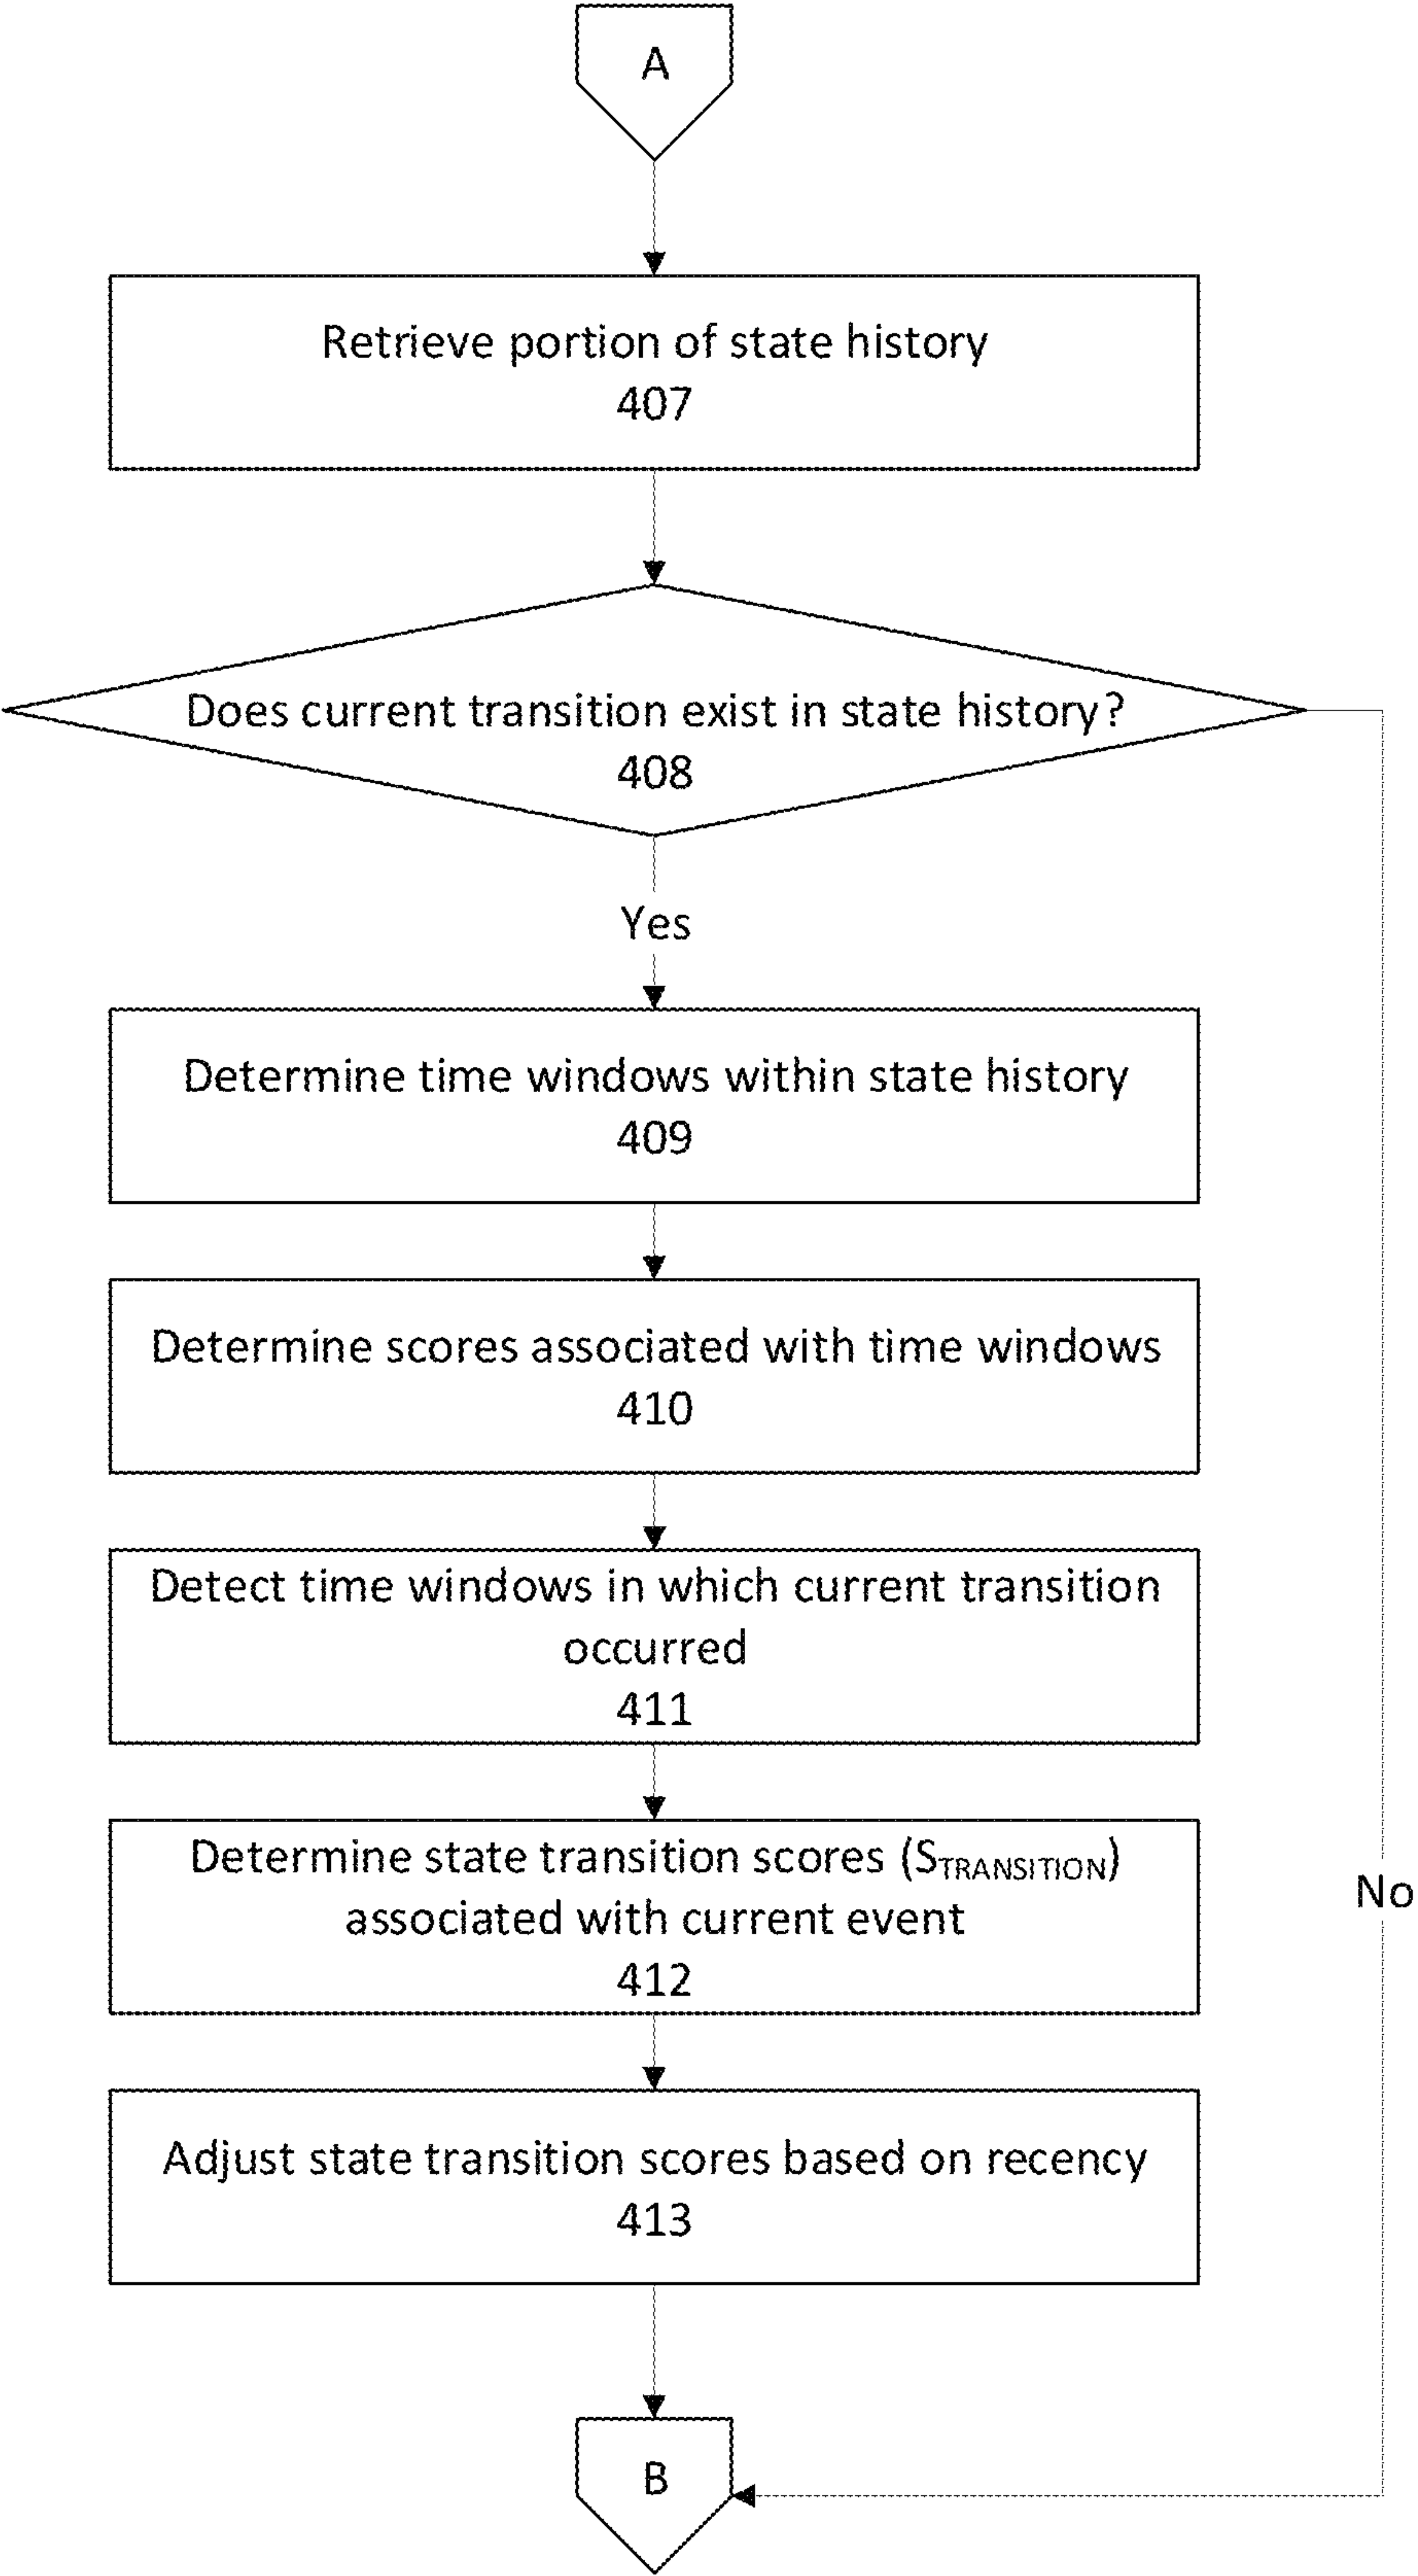 A
Retrieve portion of state history
407
Does current transition exist in state history?
408
Yes
Determine time windows within state history
409
Determine scores associated with time windows
410
Detect time windows in which current transition
occurred
411
Determine state transition scores (STRANSITION)
associated with current event
412
No
Adjust state transition scores based on recency
413
B